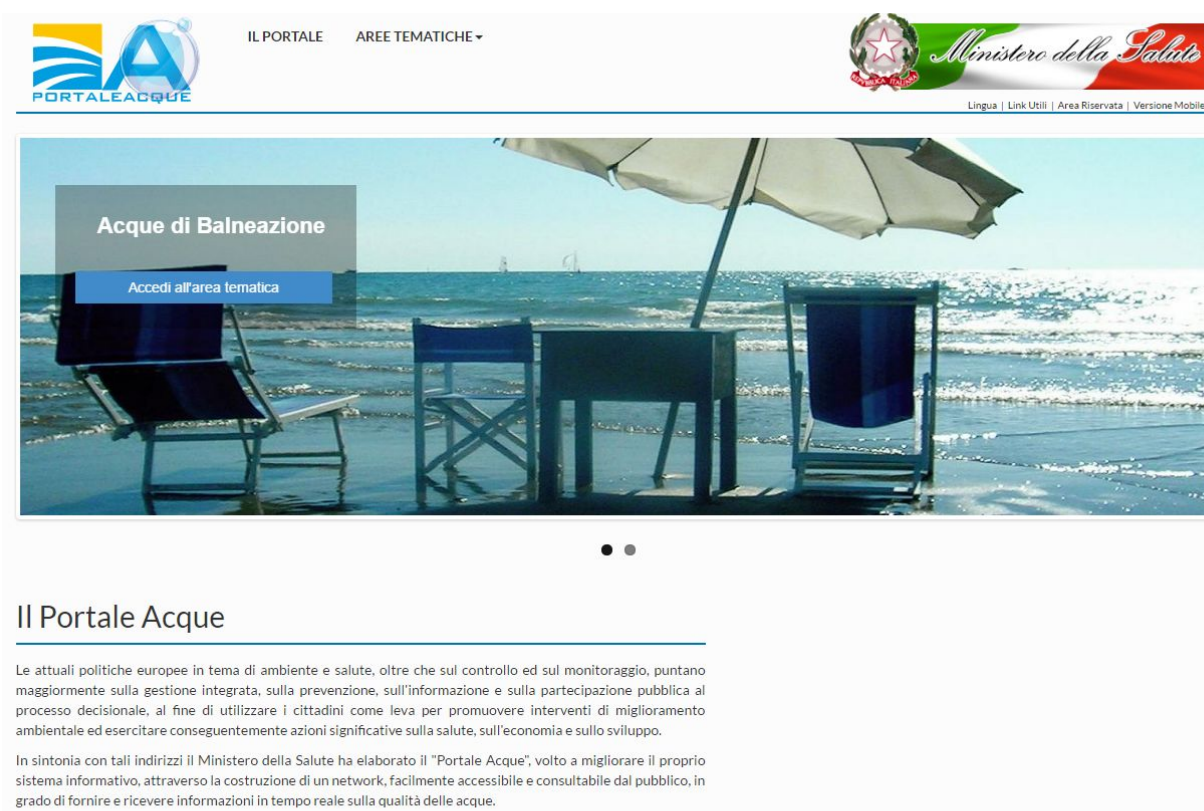 PORTALEACQUE
IL PORTALE AREE TEMATICHE
Ministero della Salute
REPVBBLICA ITALIANA
Lingua | Link Utili | Area Riservata | Versione Mobile
Acque di Balneazione
Accedi all'area tematica
Il Portale Acque
Le attuali politiche europee in tema di ambiente e salute, oltre che sul controllo ed sul monitoraggio, puntano
maggiormente sulla gestione integrata, sulla prevenzione, sull'informazione e sulla partecipazione pubblica al
processo decisionale, al fine di utilizzare i cittadini come leva per promuovere interventi di miglioramento
ambientale ed esercitare conseguentemente azioni significative sulla salute, sull'economia e sullo sviluppo.
In sintonia con tali indirizzi il Ministero della Salute ha elaborato il "Portale Acque", volto a migliorare il proprio
sistema informativo, attraverso la costruzione di un network, facilmente accessibile e consultabile dal pubblico, in
grado di fornire e ricevere informazioni in tempo reale sulla qualità delle acque.